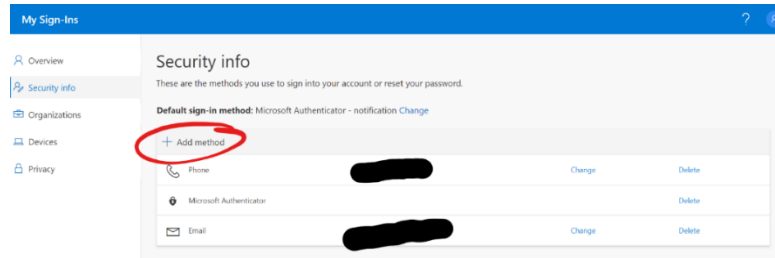 My Sign-Ins
?
Overview
Security info
Organizations
Devices
Privacy
Security info
These are the methods you use to sign into your account or reset your password.
Default sign-in method: Microsoft Authenticator - notification Change
+ Add method
Phone Change Delete
Microsoft Authenticator Delete
Email Change Delete